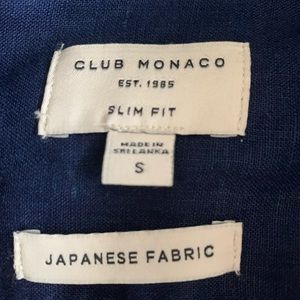 CLUB MONACO
EST. 1985
SLIM FIT
MADE IN
SRI LANKA
S
JAPANESE FABRIC